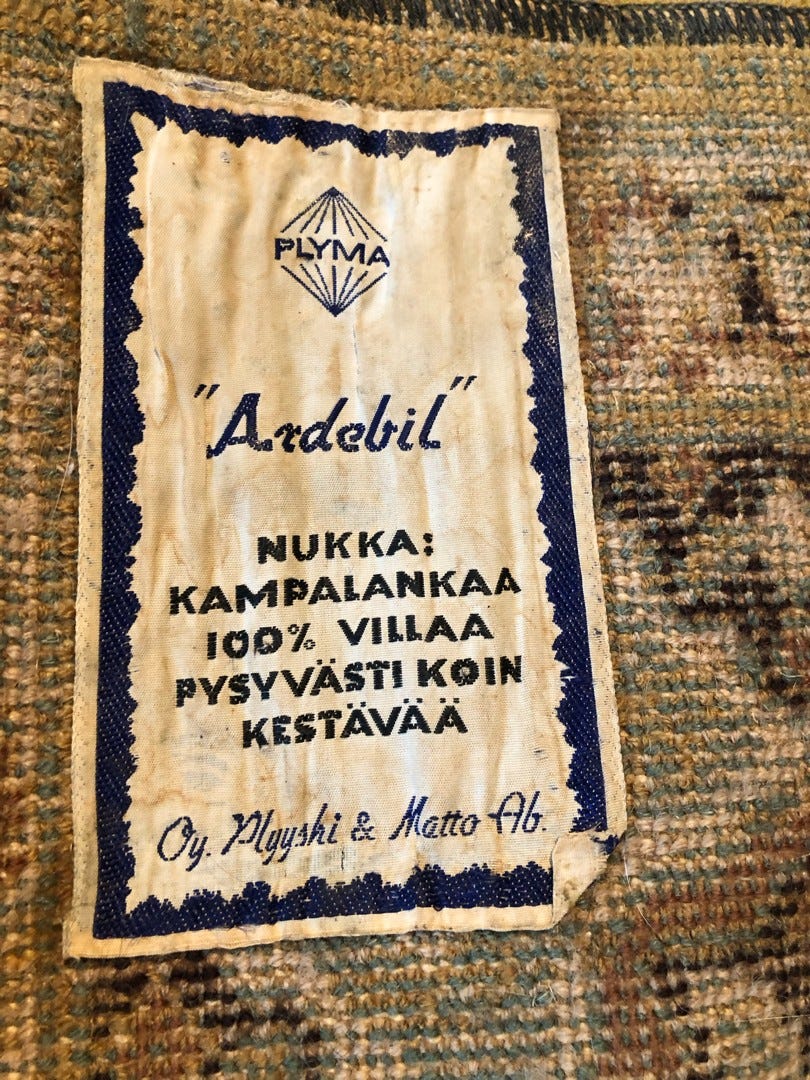 PLYMA
"Ardebil"
NUKKA:
KAMPALANKAA
100% VILLAA
PYSYVÄSTI KOIN
KESTÄVÄÄ
Oy. Plyyshi & Matto Ab.